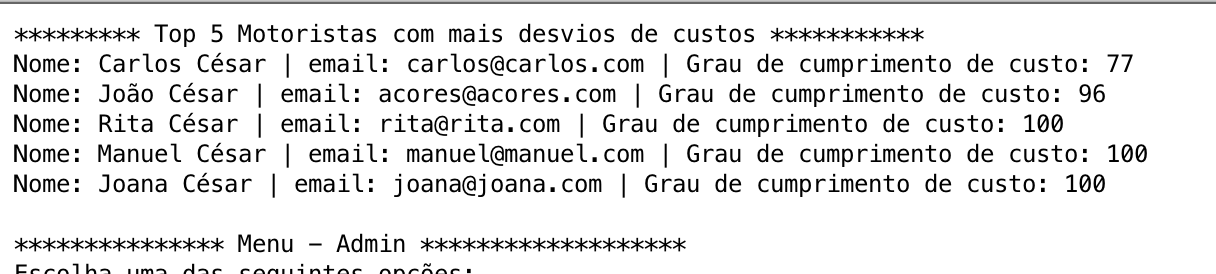 ********* Top 5 Motoristas com mais desvios de custos ***********
Nome: Carlos César | email: carlos@carlos.com | Grau de cumprimento de custo: 77
Nome: João César | email: acores@acores.com | Grau de cumprimento de custo: 96
Nome: Rita César | email: rita@rita.com | Grau de cumprimento de custo: 100
Nome: Manuel César | email: manuel@manuel.com | Grau de cumprimento de custo: 100
Nome: Joana César | email: joana@joana.com | Grau de cumprimento de custo: 100
*************** Menu – Admin *******************
Escolha uma das seguintes opções: